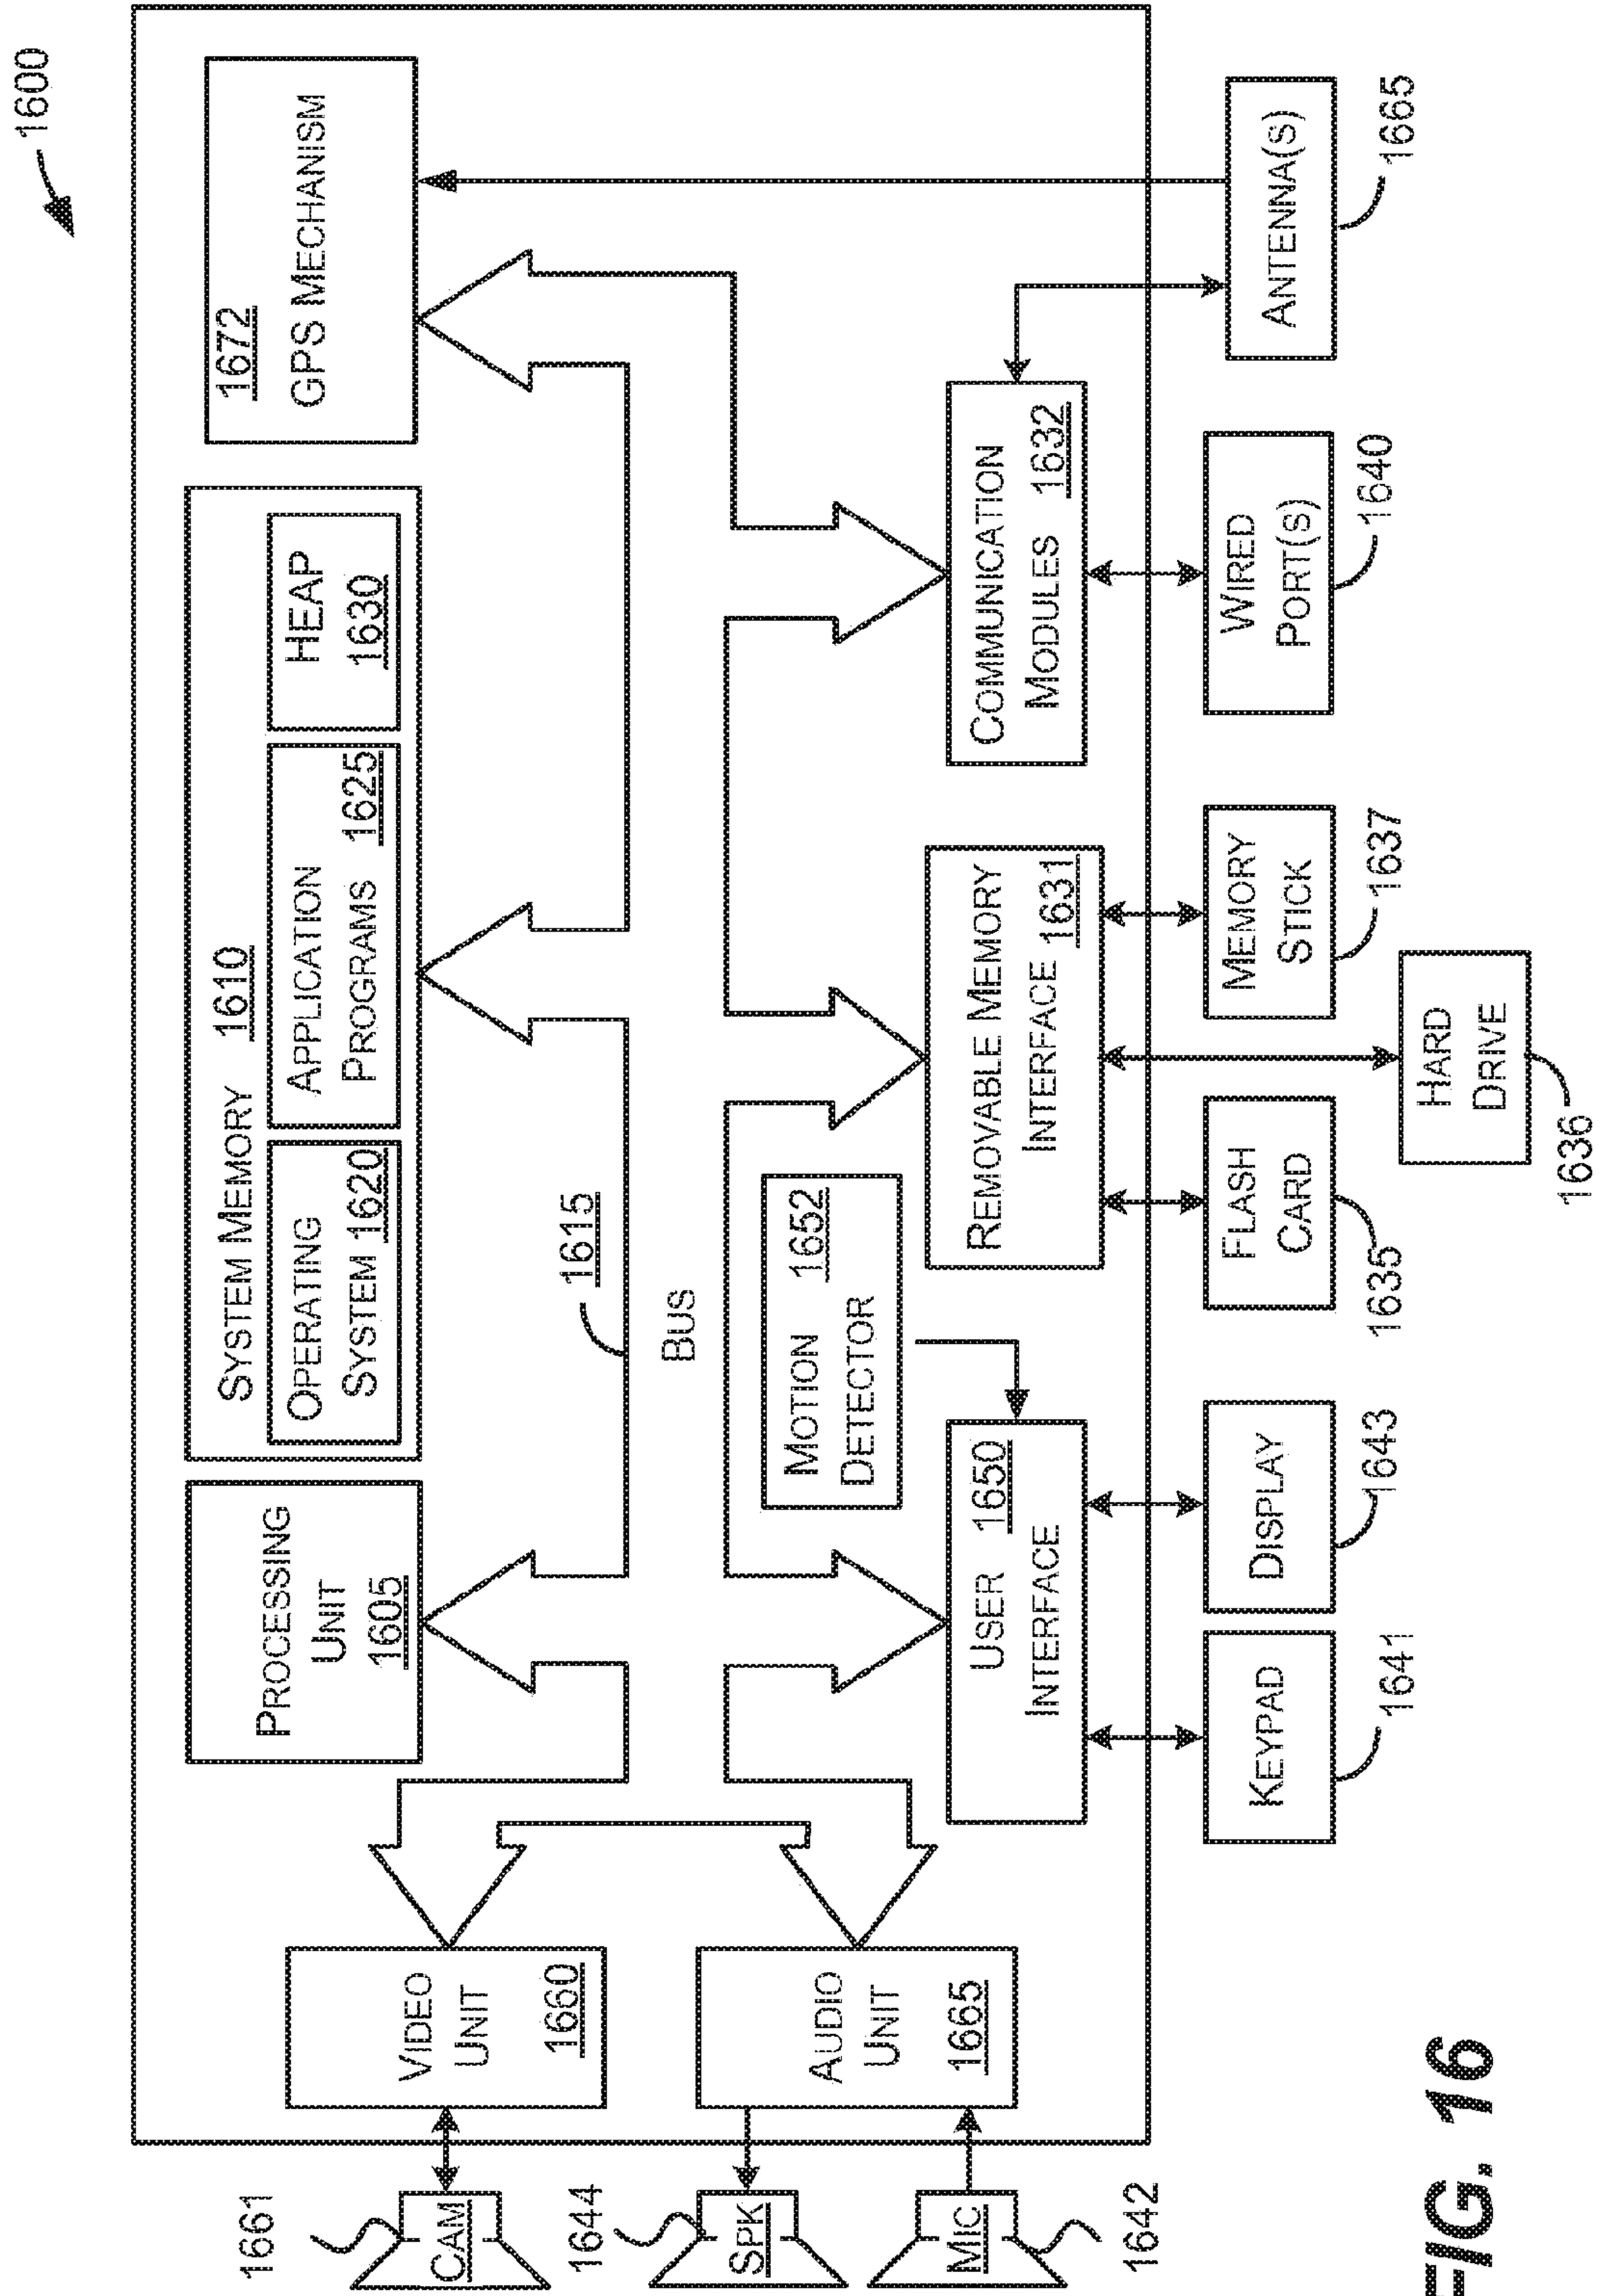 1600
PROCESSING
UNIT
1605
SYSTEM MEMORY 1610
OPERATING
SYSTEM 1620
APPLICATION
PROGRAMS 1625
HEAP
1630
1672
GPS MECHANISM
1661
CAM
VIDEO
UNIT
1660
1615
BUS
1644
SPK
MIC
1642
AUDIO
UNIT
1665
MOTION 1652
DETECTOR
USER 1650
INTERFACE
REMOVABLE MEMORY
INTERFACE 1631
COMMUNICATION
MODULES 1632
KEYPAD
1641
DISPLAY
1643
FLASH
CARD
1635
HARD
DRIVE
1636
MEMORY
STICK
1637
WIRED
PORT(S)
1640
ANTENNA(S)
1665
FIG. 16